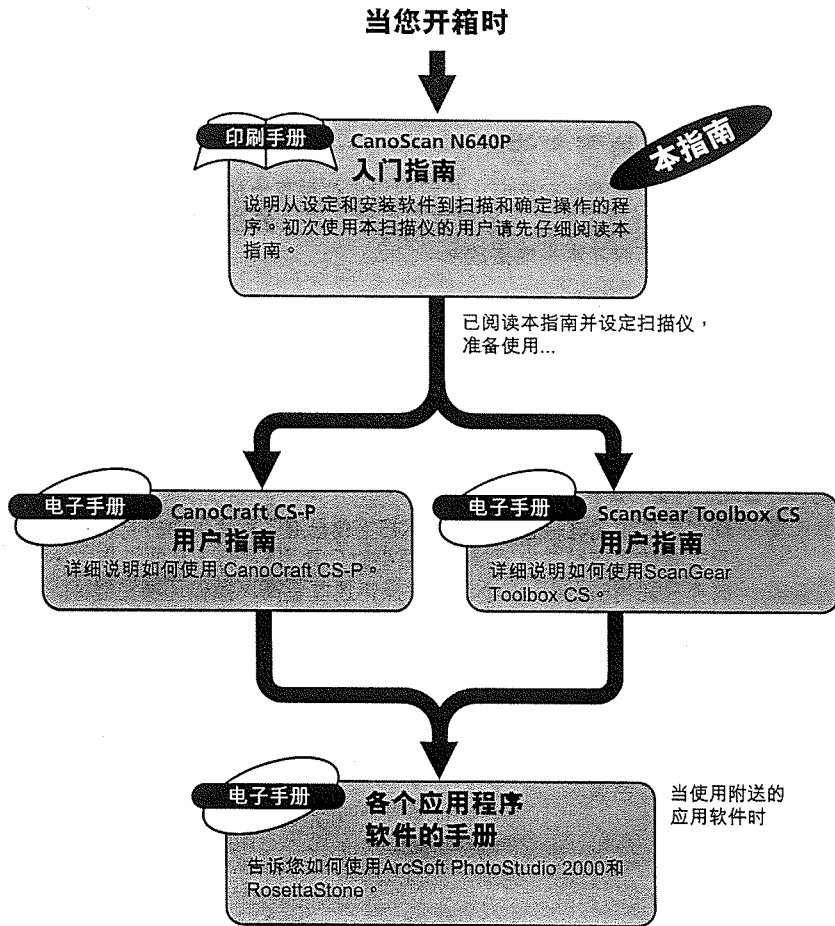 当您开箱时
印刷手册
CanoScan N640P
入门指南
本指南
说明从设定和安装软件到扫描和确定操作的程
序。初次使用本扫描仪的用户请先仔细阅读本
指南。
已阅读本指南并设定扫描仪，
准备使用...
电子手册
CanoCraft CS-P
用户指南
详细说明如何使用 CanoCraft CS-P。
电子手册
ScanGear Toolbox CS
用户指南
详细说明如何使用ScanGear
Toolbox CS。
电子手册
各个应用程序
软件的手册
告诉您如何使用ArcSoft PhotoStudio 2000和
RosettaStone。
当使用附送的
应用软件时